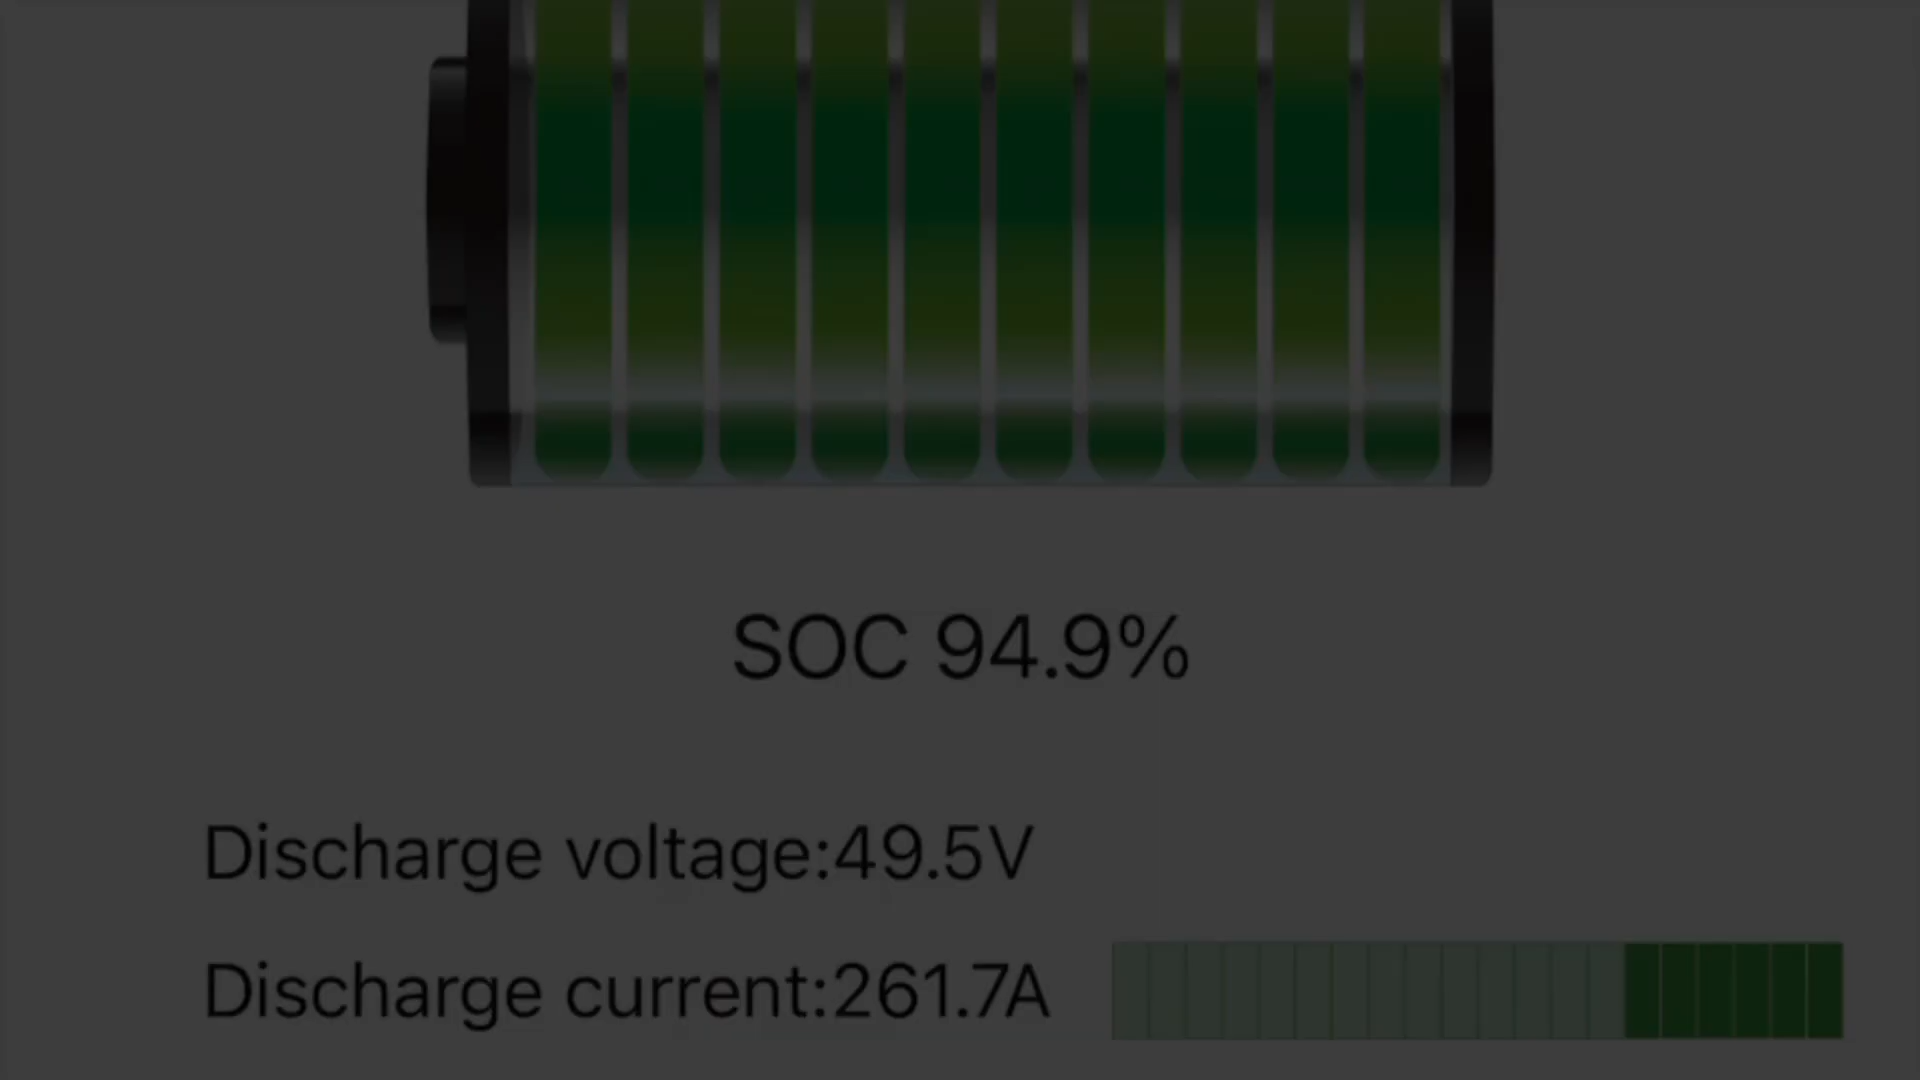 SOC 94.9%
Discharge voltage:49.5V
Discharge current:261.7A